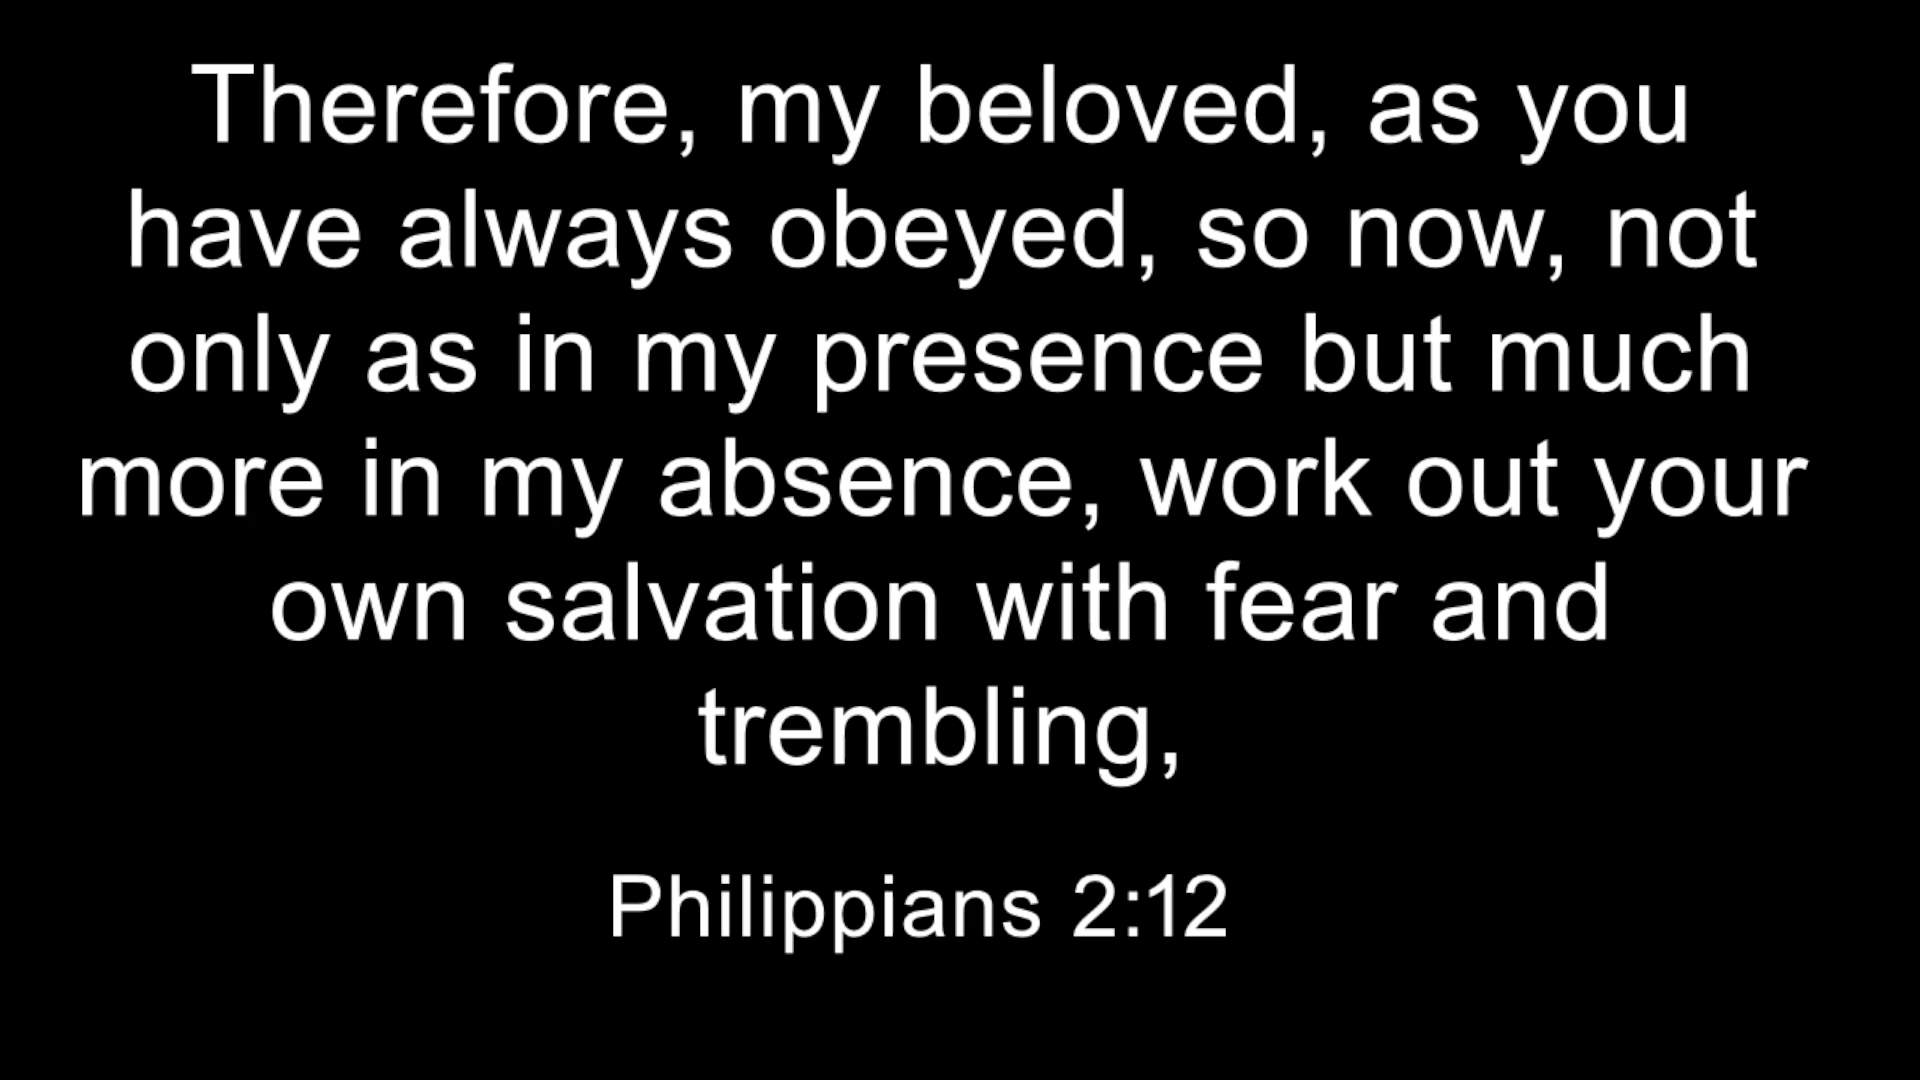 Therefore, my beloved, as you
have always obeyed, so now, not
only as in my presence but much
more in my absence, work out your
own salvation with fear and
trembling,
Philippians 2:12